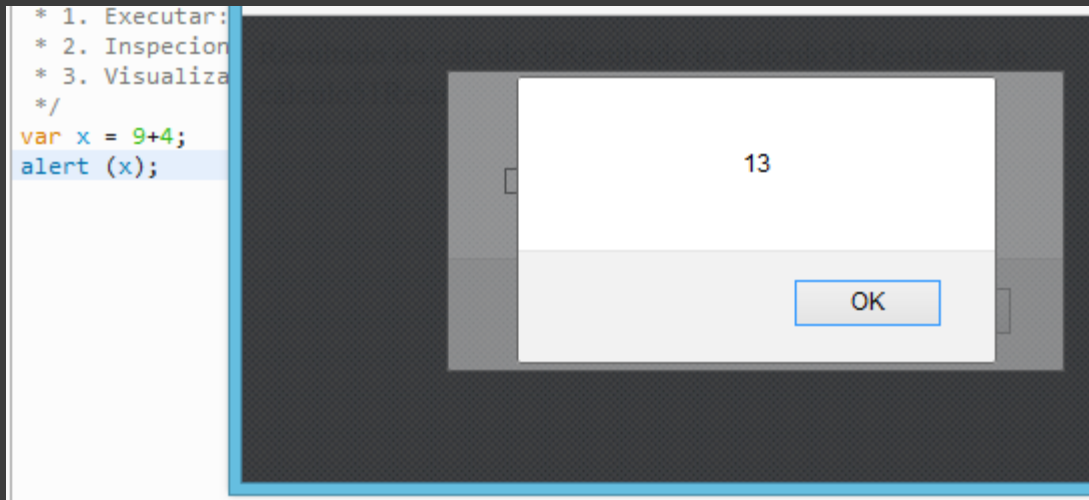 * 1. Executar:
* 2. Inspecion
* 3. Visualiza
*/
var x = 9+4;
alert (x);
13
OK